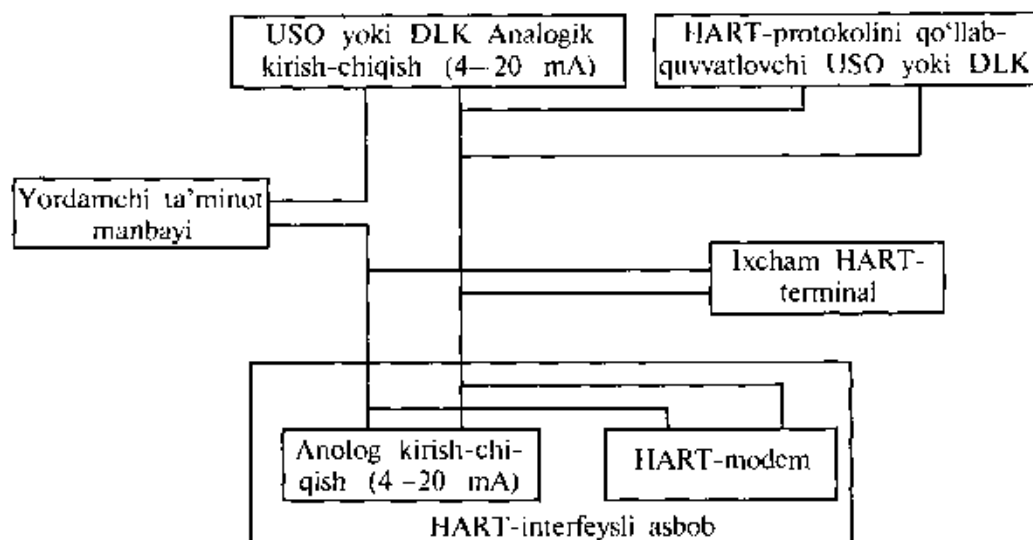 USO yoki DLK Analogik
kirish-chiqish (4–20 mA)
HART-protokolini qo‘llab-
quvvatlovchi USO yoki DLK
Yordamchi ta’minot
manbayi
Ixcham HART-
terminal
Anolog kirish-chi-
qish (4–20 mA)
HART-modem
HART-interfeysli asbob